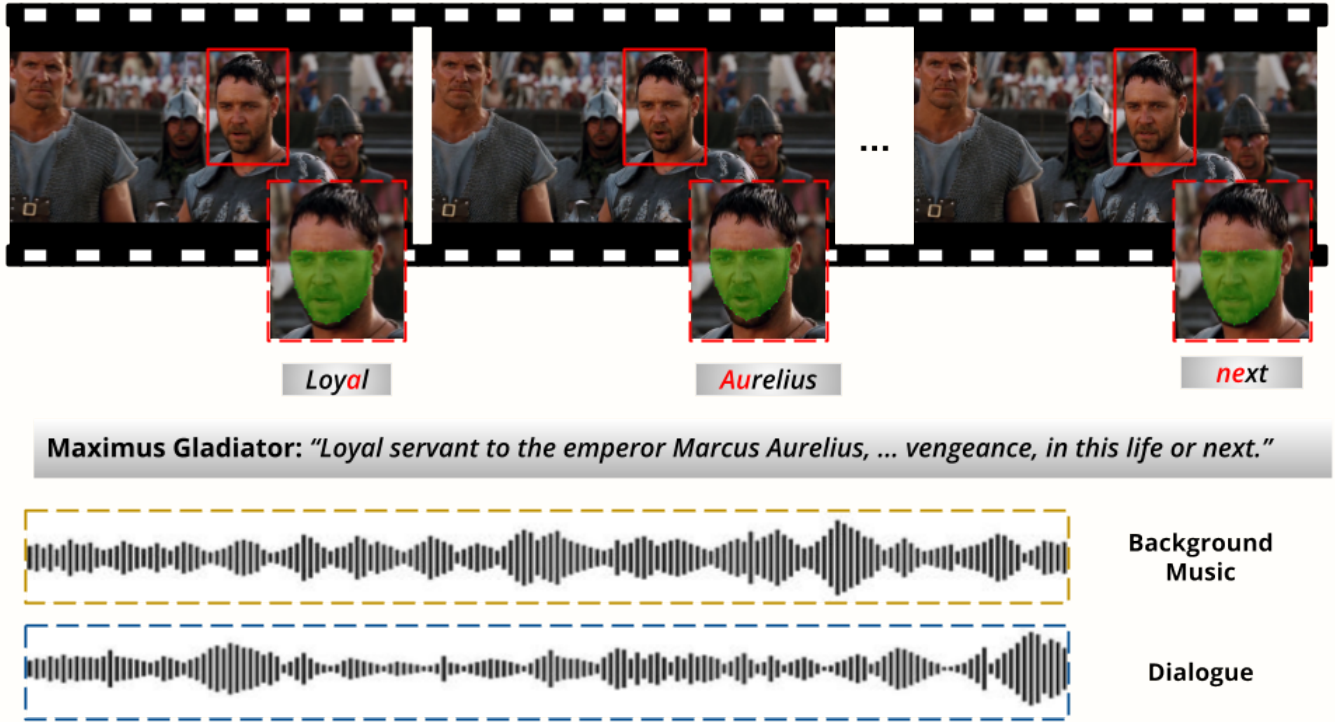 ...
Loyal
Aurelius
next
Maximus Gladiator: “Loyal servant to the emperor Marcus Aurelius, ... vengeance, in this life or next.”
Background
Music
Dialogue